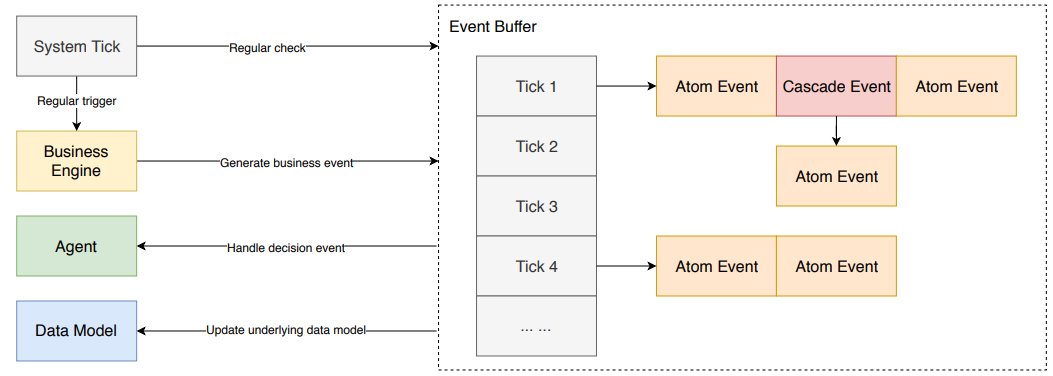 Event Buffer
System Tick
Regular check
Regular trigger
Business
Engine
Generate business event
Agent
Handle decision event
Data Model
Update underlying data model
Tick 1
Atom Event
Cascade Event
Atom Event
Tick 2
Atom Event
Tick 3
Tick 4
Atom Event
Atom Event
... ...